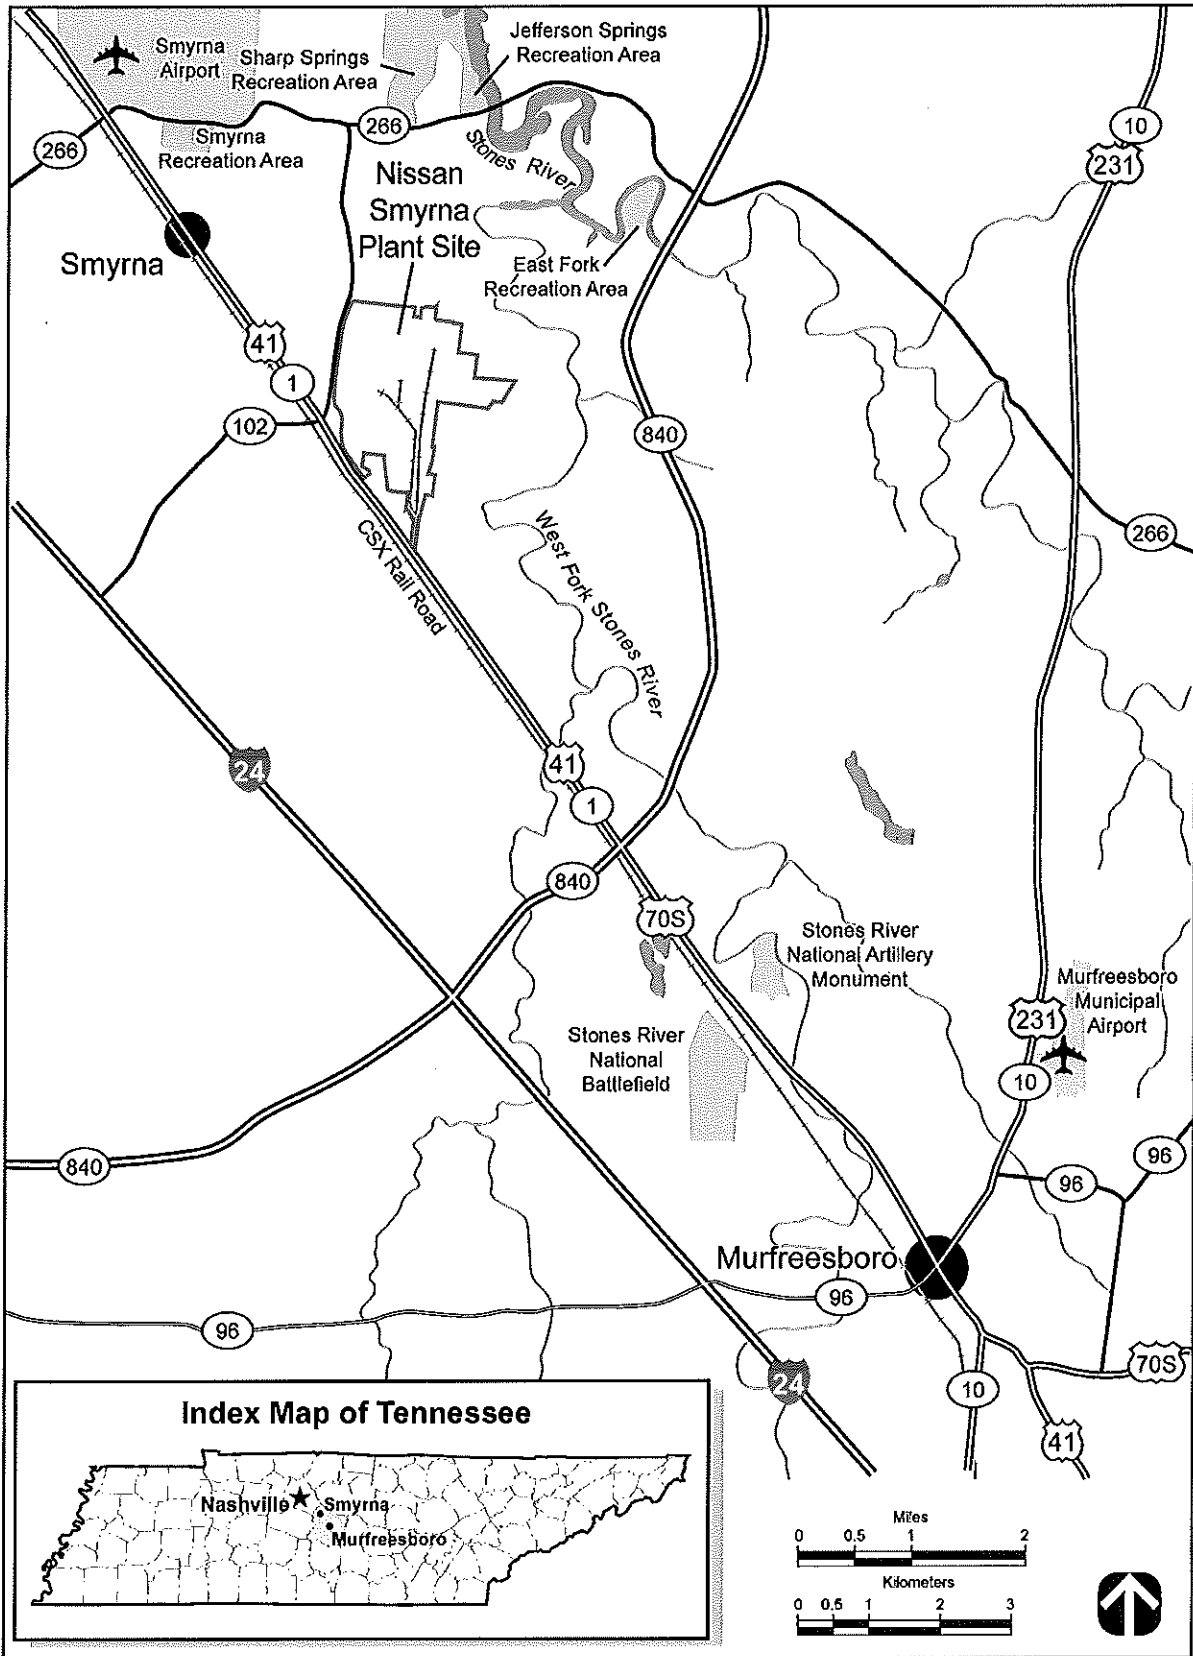 Smyrna
Airport
Sharp Springs
Recreation Area
Jefferson Springs
Recreation Area
10
266
231
266
Smyrna
Recreation Area
Stones River
Nissan
Smyrna
Plant Site
Smyrna
East Fork
Recreation Area
41
1
102
840
266
West Fork Stones River
CSX Rail Road
24
41
1
840
70S
Stones River
National Artillery
Monument
Murfreesboro
Municipal
Airport
231
Stones River
National
Battlefield
10
840
96
96
Murfreesboro
96
96
24
70S
10
41
Index Map of Tennessee
Nashville
Smyrna
Murfreesboro
Miles
0 0.5 1 2
Kilometers
0 0.5 1 2 3